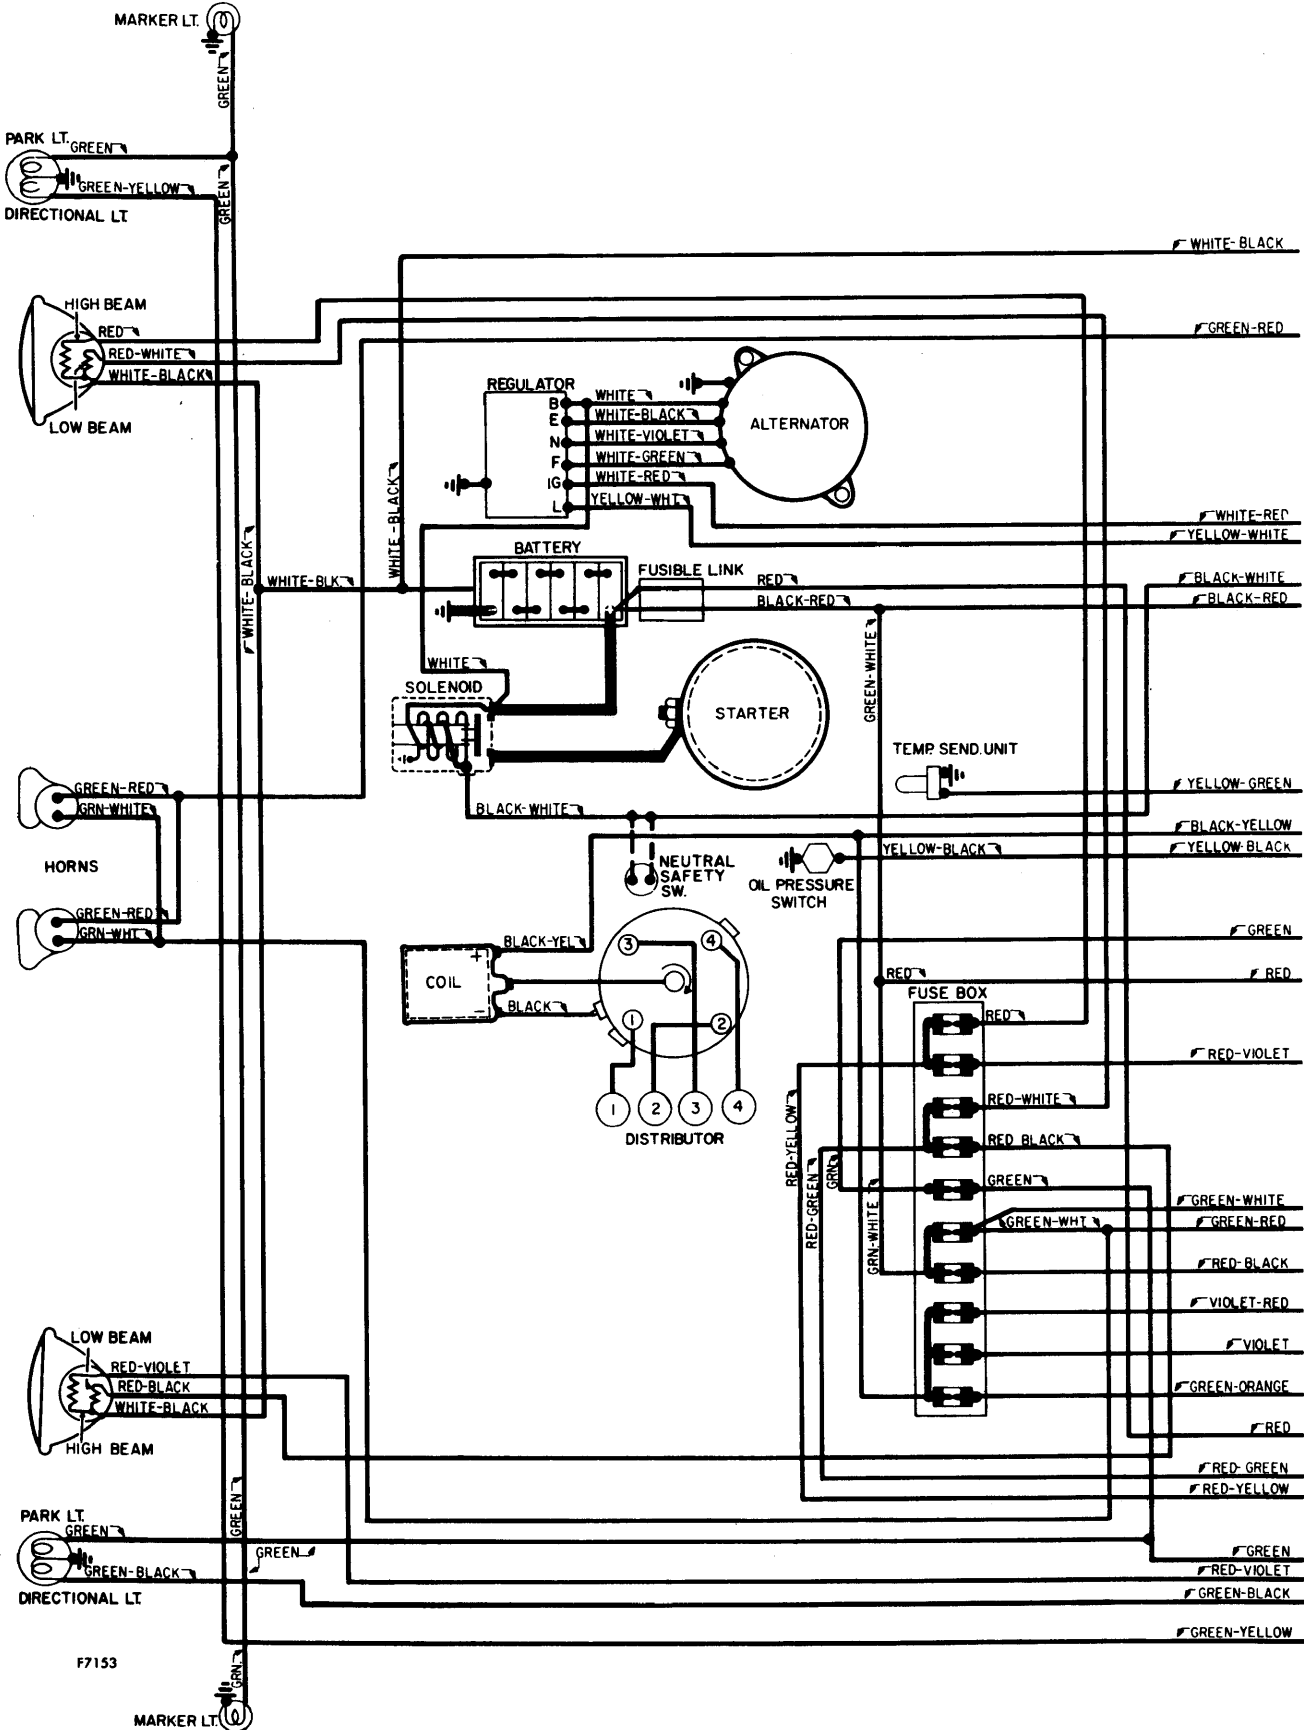 MARKER LT.
GREEN
PARK LT.
GREEN
GREEN-YELLOW
GREEN
DIRECTIONAL LT.
WHITE-BLACK
HIGH BEAM
RED
RED-WHITE
WHITE-BLACK
LOW BEAM
GREEN-RED
REGULATOR
B
E
N
F
IG
L
WHITE
WHITE-BLACK
WHITE-VIOLET
WHITE-GREEN
WHITE-RED
YELLOW-WHT
ALTERNATOR
WHITE-BLACK
WHITE-RED
YELLOW-WHITE
WHITE-BLACK
WHITE-BLK
BATTERY
FUSIBLE LINK
RED
BLACK-RED
BLACK-WHITE
BLACK-RED
GREEN-WHITE
WHITE
SOLENOID
STARTER
TEMP. SEND. UNIT
YELLOW-GREEN
GREEN-RED
GRN-WHITE
HORNS
GREEN-RED
GRN-WHT
BLACK-WHITE
NEUTRAL
SAFETY
SW.
BLACK-YELLOW
YELLOW-BLACK
YELLOW-BLACK
OIL PRESSURE
SWITCH
BLACK-YEL
COIL
+
−
BLACK
3
4
1
2
1
2
3
4
DISTRIBUTOR
GREEN
RED
RED
FUSE BOX
RED
RED-VIOLET
RED-WHITE
RED BLACK
GREEN
GREEN-WHITE
GREEN-WHT
GREEN-RED
RED-BLACK
VIOLET-RED
VIOLET
GREEN-ORANGE
RED-YELLOW
RED-GREEN
GRN
GRN-WHITE
LOW BEAM
RED-VIOLET
RED-BLACK
WHITE-BLACK
HIGH BEAM
RED
RED-GREEN
RED-YELLOW
PARK LT.
GREEN
GREEN
GREEN
GREEN-BLACK
DIRECTIONAL LT.
GREEN
RED-VIOLET
GREEN-BLACK
GREEN-YELLOW
F7153
GRN.
MARKER LT.